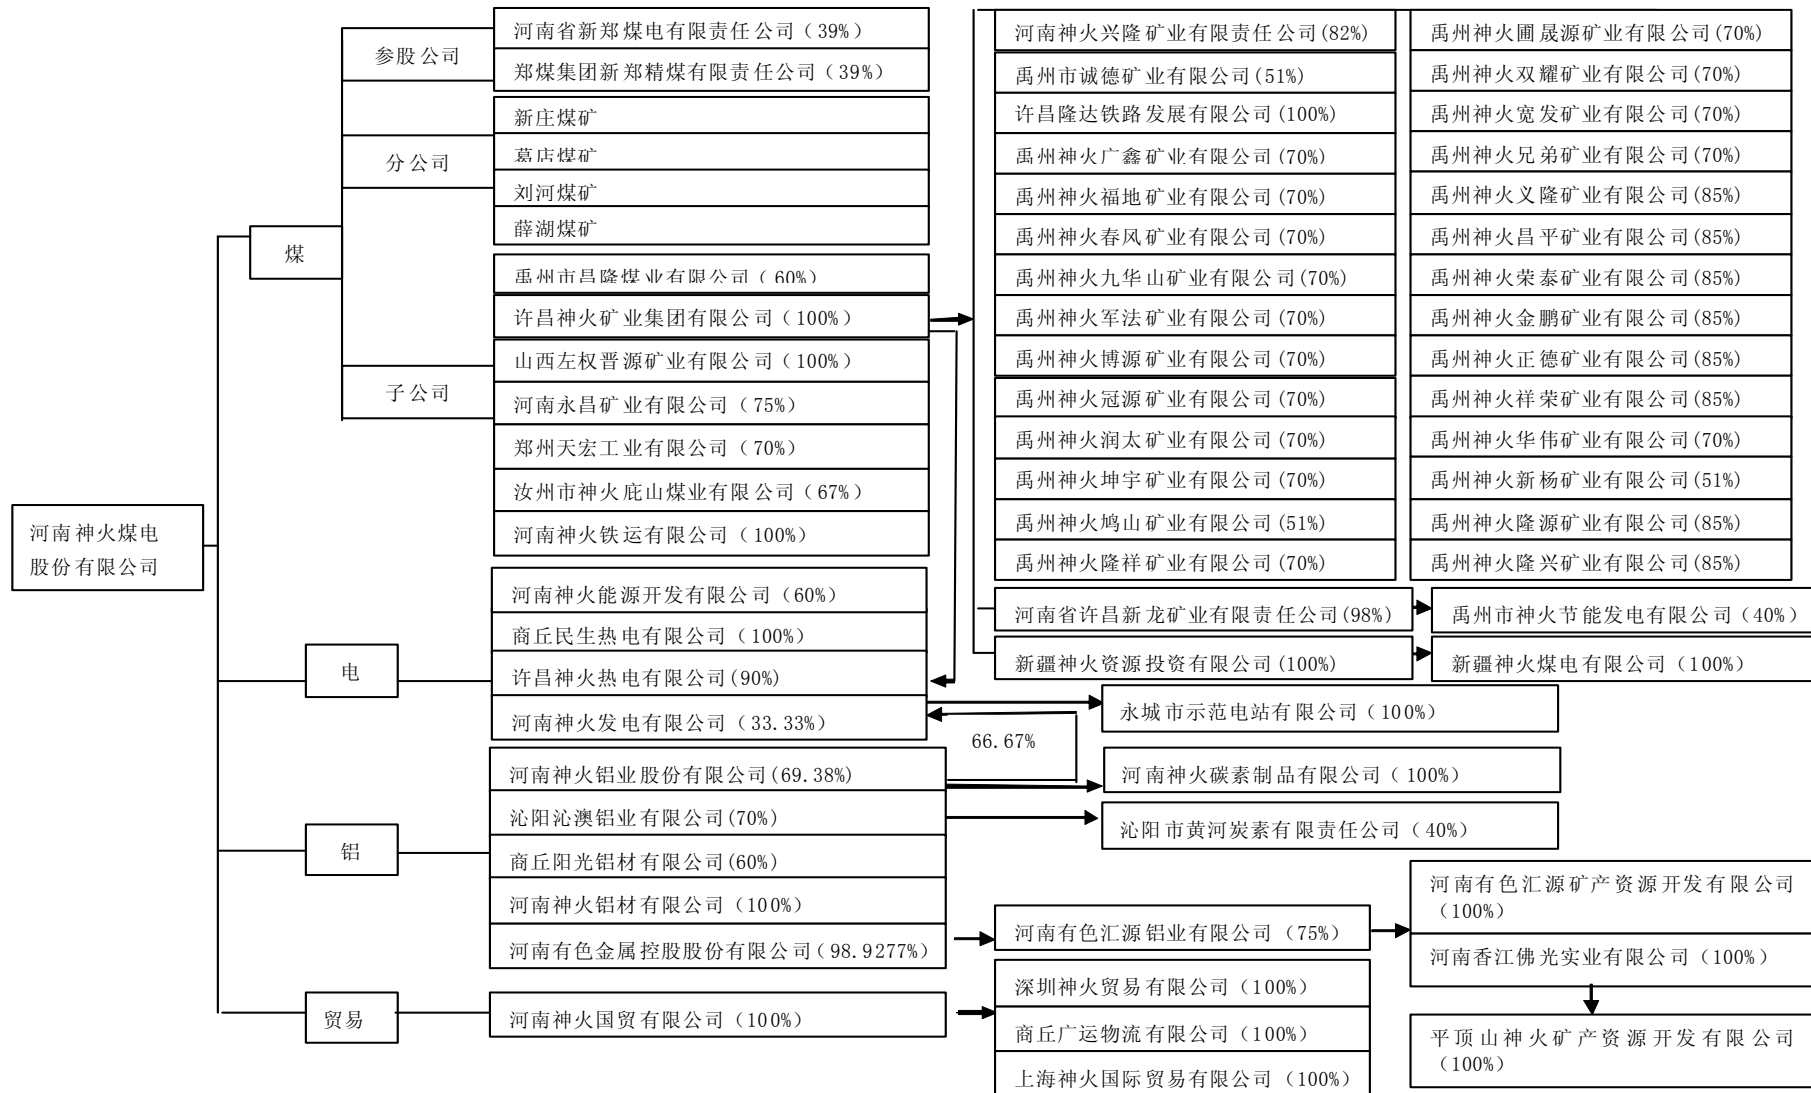 河南神火煤电
股份有限公司
煤
电
铝
贸易
参股公司
分公司
子公司
河南省新郑煤电有限责任公司（39%）
郑煤集团新郑精煤有限责任公司（39%）
新庄煤矿
葛店煤矿
刘河煤矿
薛湖煤矿
禹州市昌隆煤业有限公司（60%）
许昌神火矿业集团有限公司（100%）
山西左权晋源矿业有限公司（100%）
河南永昌矿业有限公司（75%）
郑州天宏工业有限公司（70%）
汝州市神火庇山煤业有限公司（67%）
河南神火铁运有限公司（100%）
河南神火能源开发有限公司（60%）
商丘民生热电有限公司（100%）
许昌神火热电有限公司(90%)
河南神火发电有限公司（33.33%）
河南神火铝业股份有限公司(69.38%)
沁阳沁澳铝业有限公司(70%)
商丘阳光铝材有限公司(60%)
河南神火铝材有限公司（100%）
河南有色金属控股股份有限公司(98.9277%)
河南神火国贸有限公司（100%）
河南神火兴隆矿业有限责任公司(82%)
禹州市诚德矿业有限公司(51%)
许昌隆达铁路发展有限公司(100%)
禹州神火广鑫矿业有限公司(70%)
禹州神火福地矿业有限公司(70%)
禹州神火春风矿业有限公司(70%)
禹州神火九华山矿业有限公司(70%)
禹州神火军法矿业有限公司(70%)
禹州神火博源矿业有限公司(70%)
禹州神火冠源矿业有限公司(70%)
禹州神火润太矿业有限公司(70%)
禹州神火坤宇矿业有限公司(70%)
禹州神火鸠山矿业有限公司(51%)
禹州神火隆祥矿业有限公司(70%)
禹州神火圃晟源矿业有限公司(70%)
禹州神火双耀矿业有限公司(70%)
禹州神火宽发矿业有限公司(70%)
禹州神火兄弟矿业有限公司(70%)
禹州神火义隆矿业有限公司(85%)
禹州神火昌平矿业有限公司(85%)
禹州神火荣泰矿业有限公司(85%)
禹州神火金鹏矿业有限公司(85%)
禹州神火正德矿业有限公司(85%)
禹州神火祥荣矿业有限公司(85%)
禹州神火华伟矿业有限公司(70%)
禹州神火新杨矿业有限公司(51%)
禹州神火隆源矿业有限公司(85%)
禹州神火隆兴矿业有限公司(85%)
河南省许昌新龙矿业有限责任公司(98%)
禹州市神火节能发电有限公司（40%）
新疆神火资源投资有限公司(100%)
新疆神火煤电有限公司（100%）
永城市示范电站有限公司（100%）
66.67%
河南神火碳素制品有限公司（100%）
沁阳市黄河炭素有限责任公司（40%）
河南有色汇源铝业有限公司（75%）
河南有色汇源矿产资源开发有限公司
（100%）
河南香江佛光实业有限公司（100%）
平顶山神火矿产资源开发有限公司
（100%）
深圳神火贸易有限公司（100%）
商丘广运物流有限公司（100%）
上海神火国际贸易有限公司（100%）